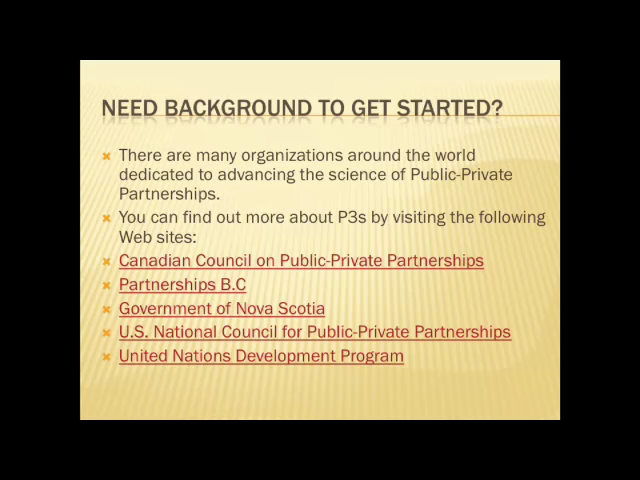 NEED BACKGROUND TO GET STARTED?
There are many organizations around the world
dedicated to advancing the science of Public-Private
Partnerships.
You can find out more about P3s by visiting the following
Web sites:
Canadian Council on Public-Private Partnerships
Partnerships B.C
Government of Nova Scotia
U.S. National Council for Public-Private Partnerships
United Nations Development Program